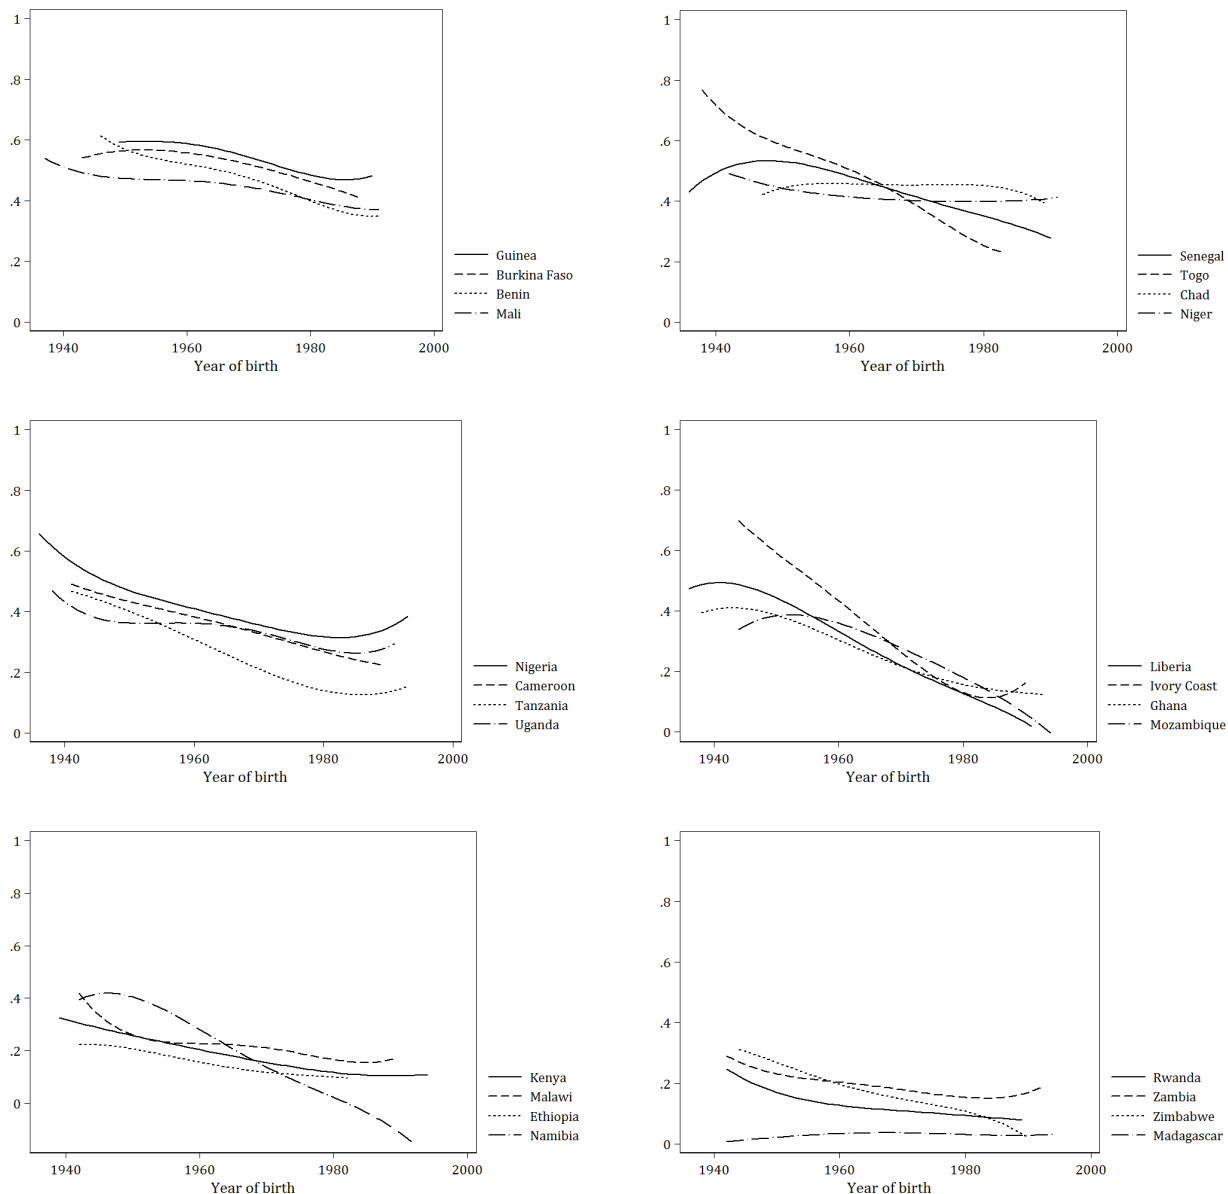 1
.8
.6
.4
.2
0
1940
1960
1980
2000
Year of birth
Guinea
Burkina Faso
Benin
Mali
1
.8
.6
.4
.2
0
1940
1960
1980
2000
Year of birth
Senegal
Togo
Chad
Niger
1
.8
.6
.4
.2
0
1940
1960
1980
2000
Year of birth
Nigeria
Cameroon
Tanzania
Uganda
1
.8
.6
.4
.2
0
1940
1960
1980
2000
Year of birth
Liberia
Ivory Coast
Ghana
Mozambique
1
.8
.6
.4
.2
0
1940
1960
1980
2000
Year of birth
Kenya
Malawi
Ethiopia
Namibia
1
.8
.6
.4
.2
0
1940
1960
1980
2000
Year of birth
Rwanda
Zambia
Zimbabwe
Madagascar